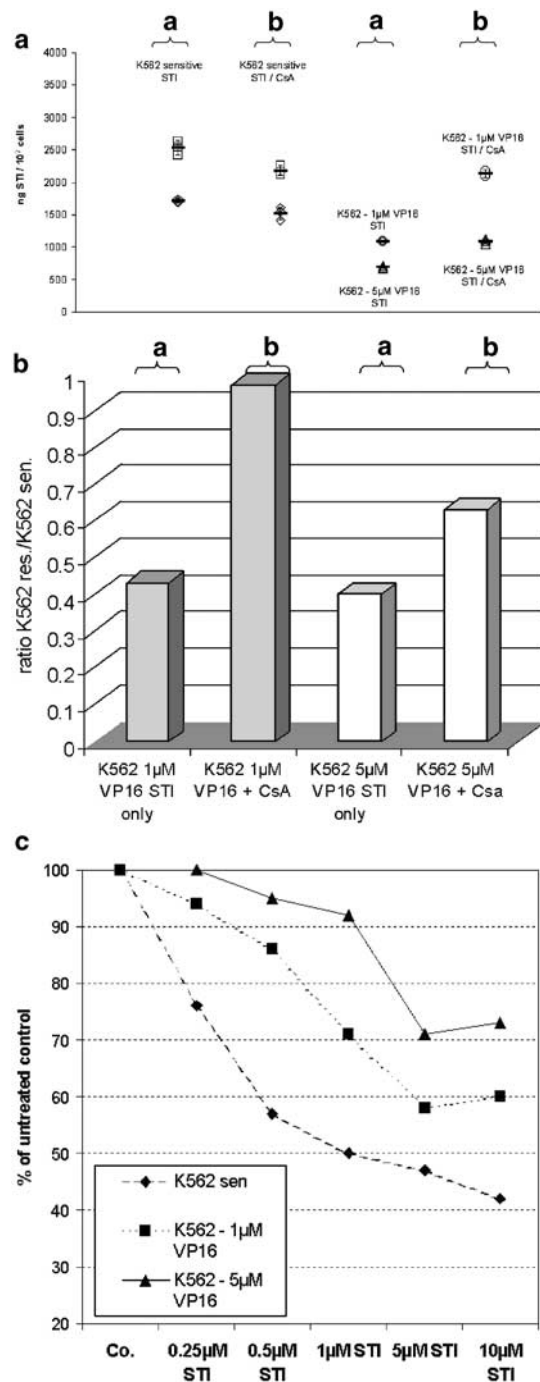 a
a
b
a
b
4000
3500
3000
2500
2000
1500
1000
500
0
ng STI / 10⁷ cells
K562 sensitive
STI
K562 sensitive
STI / CsA
K562 - 1µM VP16
STI
K562 - 5µM VP16
STI
K562 - 1µM VP16
STI / CsA
K562 - 5µM VP16
STI / CsA
b
a
b
a
b
1
0.9
0.8
0.7
0.6
0.5
0.4
0.3
0.2
0.1
0
ratio K562 res./K562 sen.
K562 1µM
VP16 STI
only
K562 1µM
VP16 + CsA
K562 5µM
VP16 STI
only
K562 5µM
VP16 + Csa
c
100
90
80
70
60
50
40
30
20
% of untreated control
K562 sen
K562 - 1µM
VP16
K562 - 5µM
VP16
Co.
0.25µM
STI
0.5µM
STI
1µM STI
5µM STI
10µM
STI